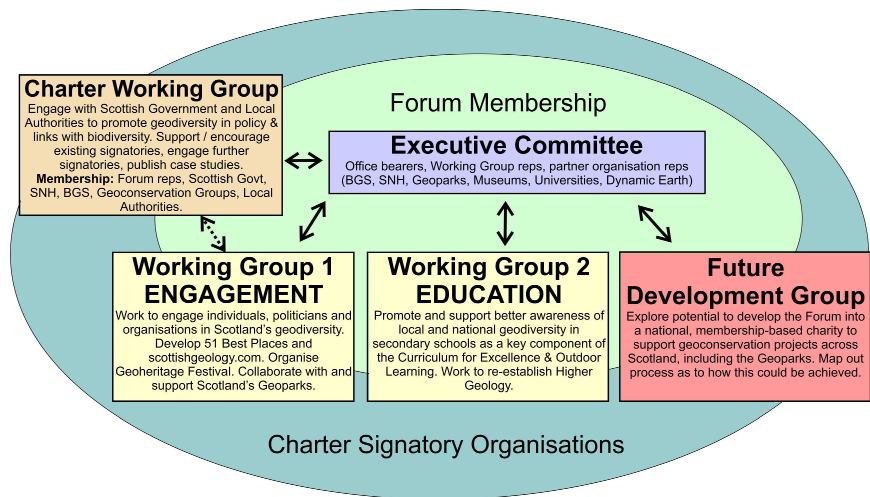 Charter Working Group
Engage with Scottish Government and Local
Authorities to promote geodiversity in policy &
links with biodiversity. Support / encourage
existing signatories, engage further
signatories, publish case studies.
Membership: Forum reps, Scottish Govt,
SNH, BGS, Geoconservation Groups, Local
Authorities.
Forum Membership
Executive Committee
Office bearers, Working Group reps, partner organisation reps
(BGS, SNH, Geoparks, Museums, Universities, Dynamic Earth)
Working Group 1
ENGAGEMENT
Work to engage individuals, politicians and
organisations in Scotland's geodiversity.
Develop 51 Best Places and
scottishgeology.com. Organise
Geoheritage Festival. Collaborate with and
support Scotland's Geoparks.
Working Group 2
EDUCATION
Promote and support better awareness of
local and national geodiversity in
secondary schools as a key component of
the Curriculum for Excellence & Outdoor
Learning. Work to re-establish Higher
Geology.
Future
Development Group
Explore potential to develop the Forum into
a national, membership-based charity to
support geoconservation projects across
Scotland, including the Geoparks. Map out
process as to how this could be achieved.
Charter Signatory Organisations